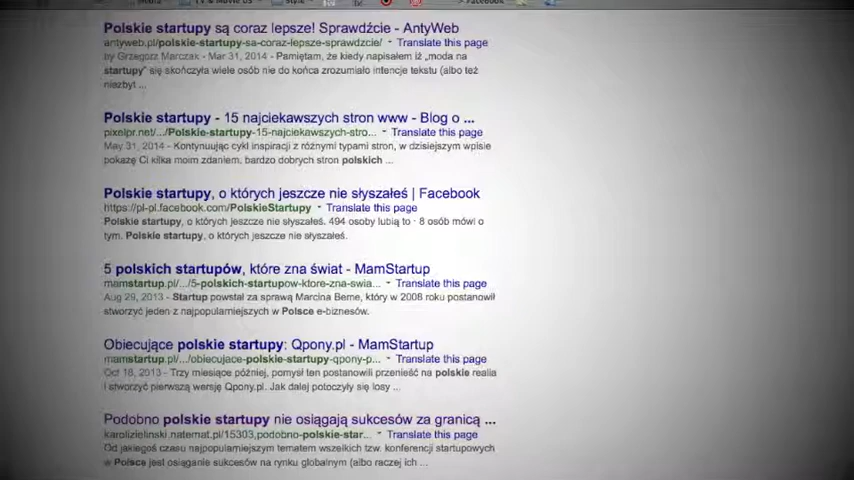 Polskie startupy są coraz lepsze! Sprawdźcie - AntyWeb
antyweb.pl/polskie-startupy-sa-coraz-lepsze-sprawdzcie/ Translate this page
by Grzegorz Marczak - Mar 31, 2014 - Pamiętam, że kiedy napisałem iż „moda na
startupy" się skończyła wiele osób nie do końca zrozumiało intencje tekstu (albo też
niezbyt ...
Polskie startupy - 15 najciekawszych stron www - Blog o ...
pixelpr.net/.../Polskie-startupy-15-najciekawszych-stro... Translate this page
May 31, 2014 - Kontynuując cykl inspiracji z różnymi typami stron, w dzisiejszym wpisie
pokażę Ci kilka moim zdaniem, bardzo dobrych stron polskich ...
Polskie startupy, o których jeszcze nie słyszałeś | Facebook
https://pl-pl.facebook.com/PolskieStartupy Translate this page
Polskie startupy, o których jeszcze nie słyszałeś. 494 osoby lubią to · 8 osób mówi o
tym. Polskie startupy, o których jeszcze nie słyszałeś.
5 polskich startupów, które zna świat - MamStartup
mamstartup.pl/.../5-polskich-startupow-ktore-zna-swia... Translate this page
Aug 29, 2013 - Startup powstał za sprawą Marcina Beme, który w 2008 roku postanowił
stworzyć jeden z najpopularniejszych w Polsce e-biznesów.
Obiecujące polskie startupy: Qpony.pl - MamStartup
mamstartup.pl/.../obiecujace-polskie-startupy-qpony-p... Translate this page
Oct 18, 2013 - Trzy miesiące później, pomysł ten postanowili przenieść na polskie realia
i stworzyć pierwszą wersję Qpony.pl. Jak dalej potoczyły się losy ...
Podobno polskie startupy nie osiągają sukcesów za granicą ...
karolzielinski.natemat.pl/15303,podobno-polskie-star... Translate this page
Od jakiegoś czasu najpopularniejszym tematem wszelkich tzw. konferencji startupowych
w Polsce jest osiąganie sukcesów na rynku globalnym (albo raczej ich ...